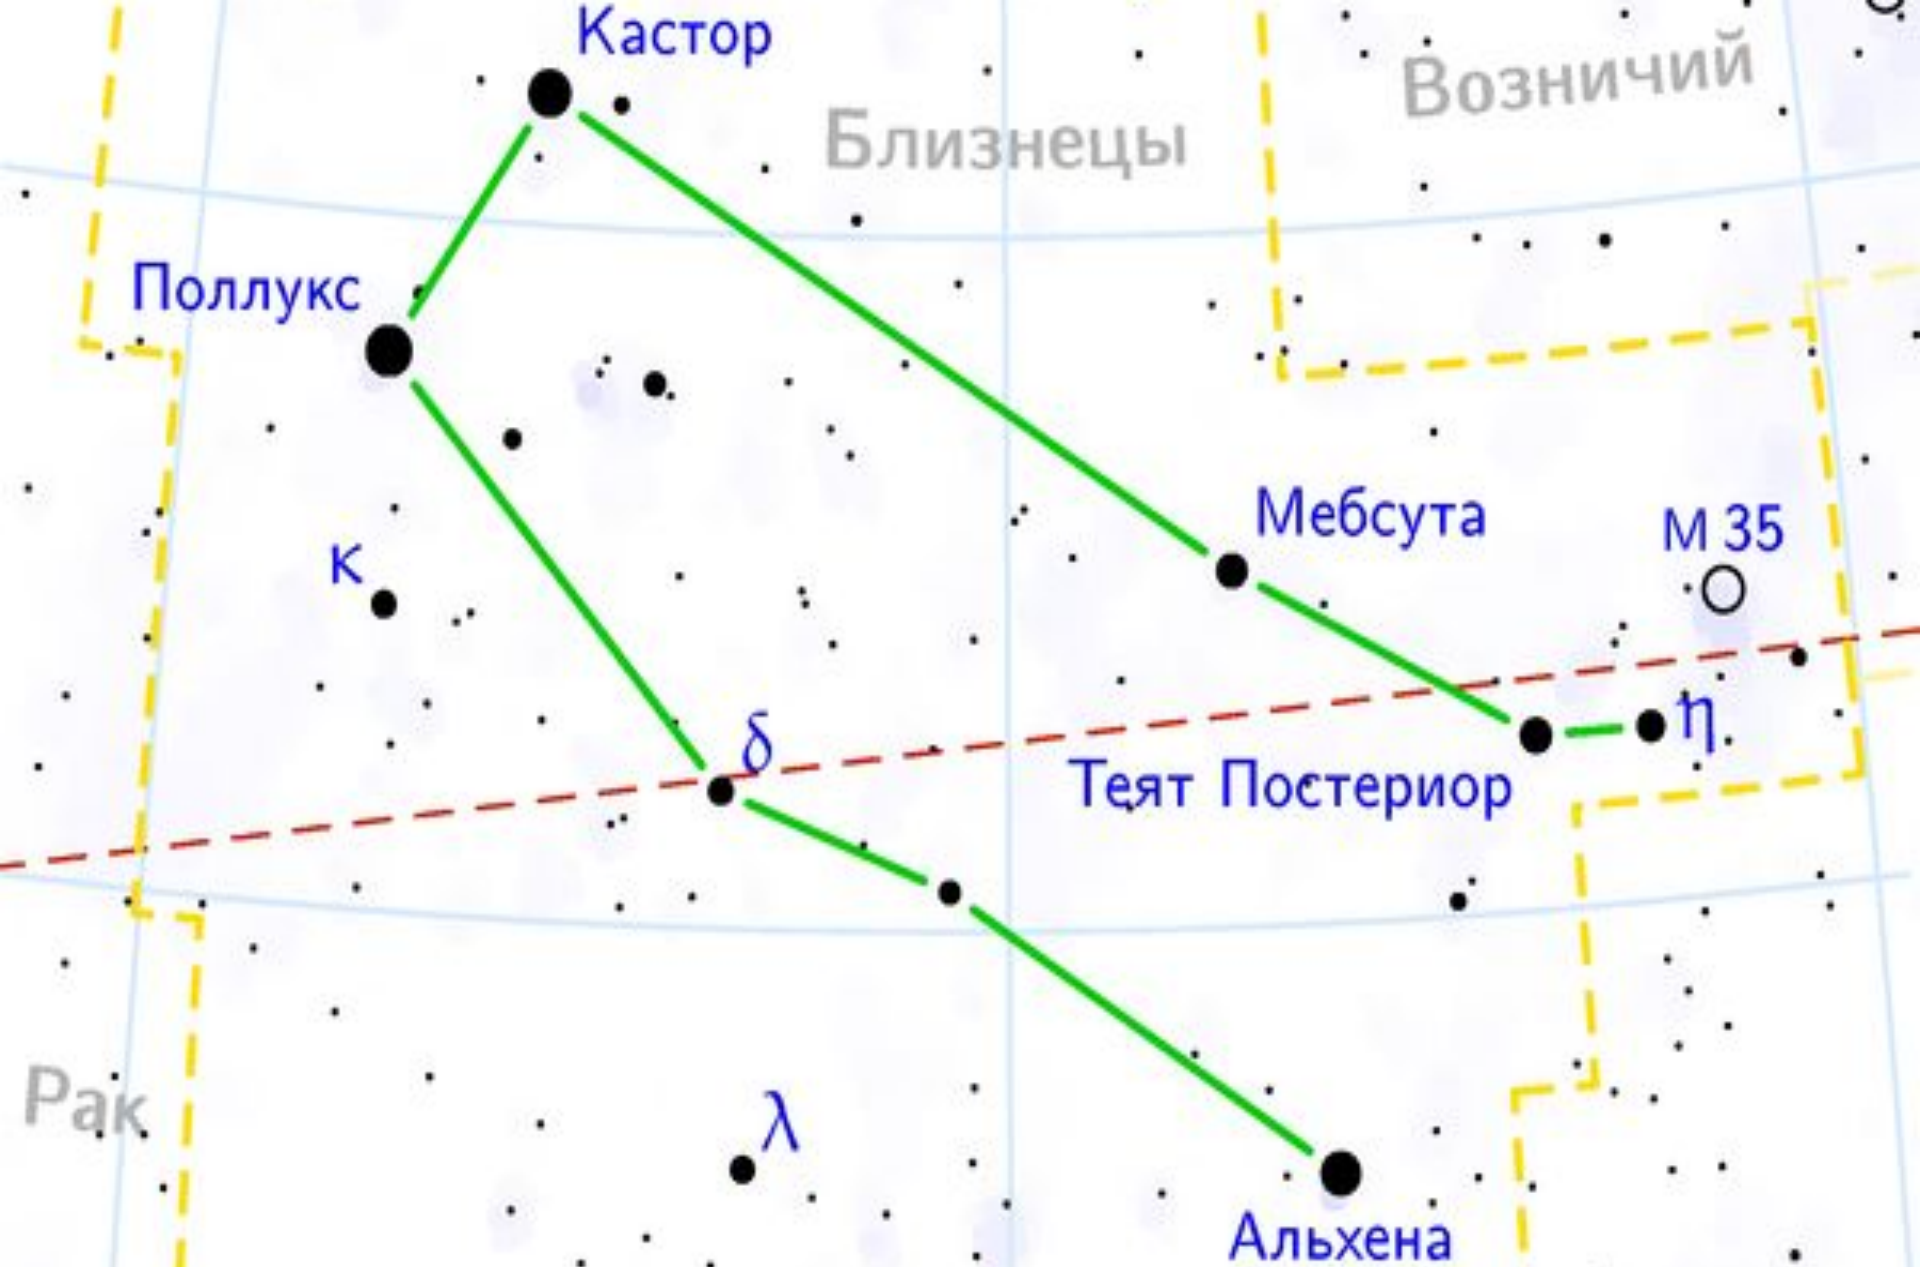 Кастор
Возничий
Близнецы
Поллукс
Мебсута
М 35
κ
η
δ
Теят Постериор
Рак
λ
Альхена